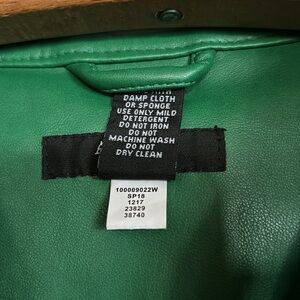 DAMP CLOTH
OR SPONGE
USE ONLY MILD
DETERGENT
DO NOT IRON
DO NOT
MACHINE WASH
DO NOT
DRY CLEAN
100009022W
SP18
1217
23829
38740